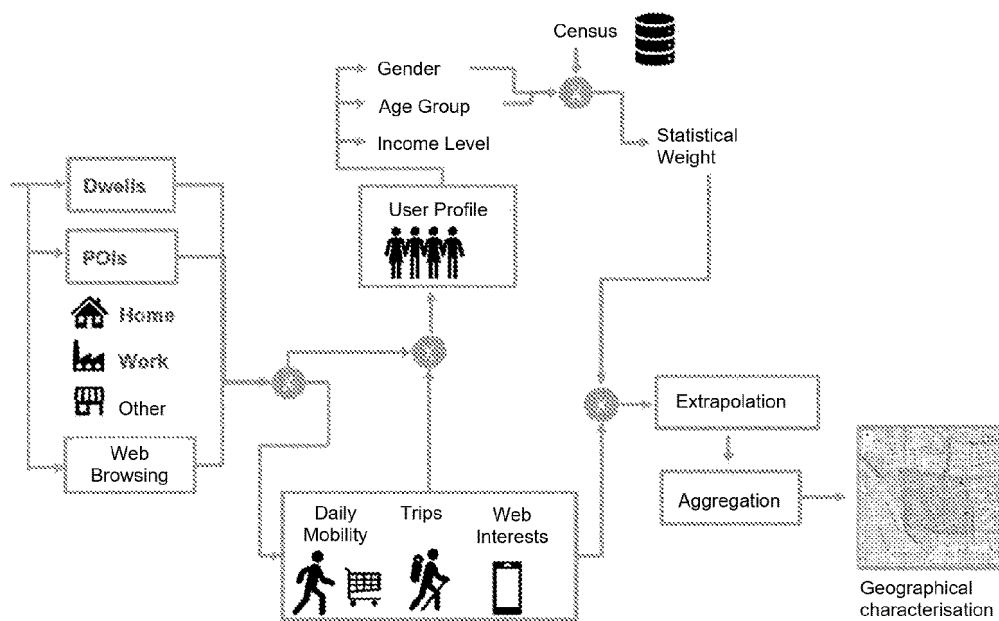 Census
Gender
Age Group
Income Level
Statistical
Weight
Dwells
User Profile
POIs
Home
Work
Other
Web
Browsing
Extrapolation
Aggregation
Daily
Mobility
Trips
Web
Interests
Geographical
characterisation